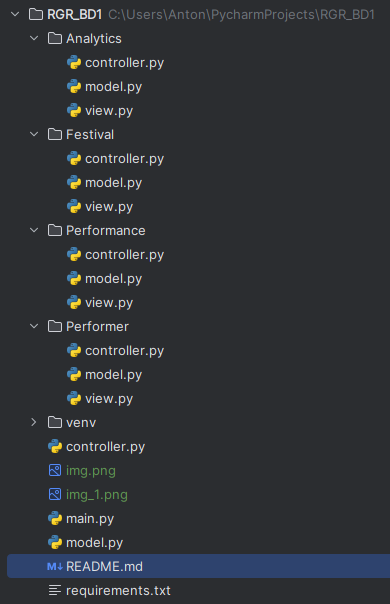 RGR_BD1 C:\Users\Anton\PycharmProjects\RGR_BD1
Analytics
controller.py
model.py
view.py
Festival
controller.py
model.py
view.py
Performance
controller.py
model.py
view.py
Performer
controller.py
model.py
view.py
venv
controller.py
img.png
img_1.png
main.py
model.py
M↓ README.md
requirements.txt